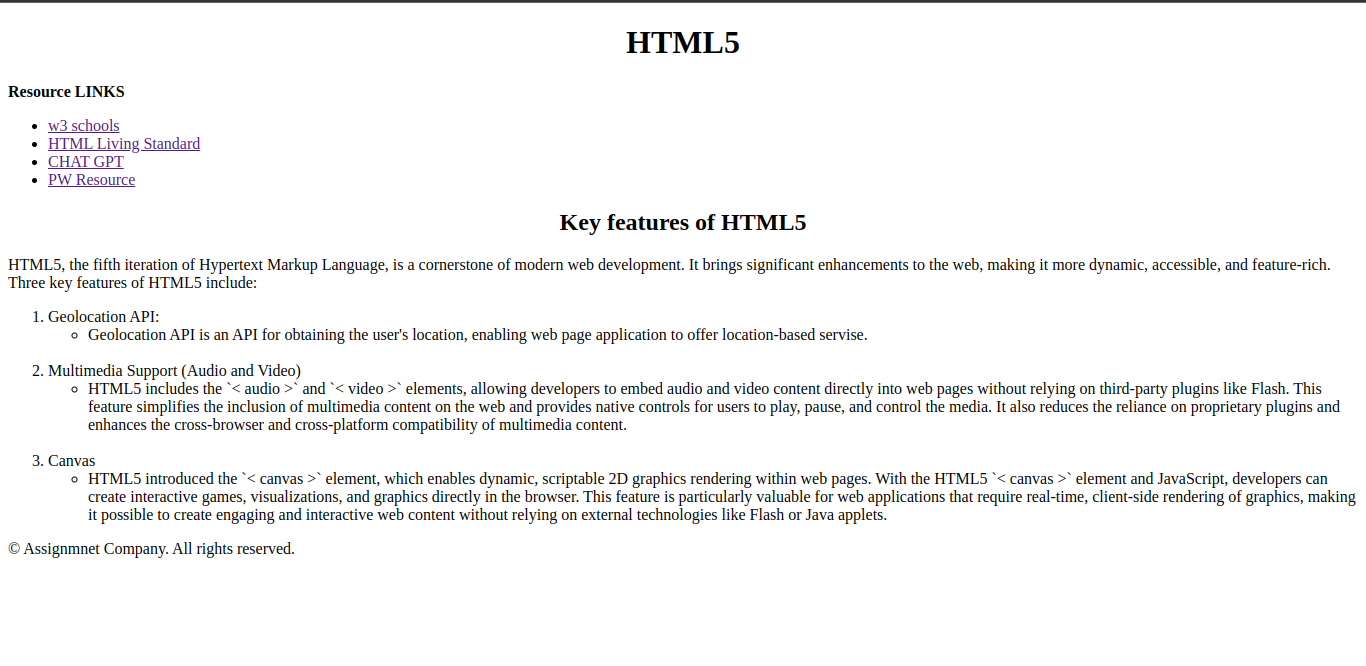 HTML5
Resource LINKS
w3 schools
HTML Living Standard
CHAT GPT
PW Resource
Key features of HTML5
HTML5, the fifth iteration of Hypertext Markup Language, is a cornerstone of modern web development. It brings significant enhancements to the web, making it more dynamic, accessible, and feature-rich.
Three key features of HTML5 include:
1. Geolocation API:
Geolocation API is an API for obtaining the user's location, enabling web page application to offer location-based servise.
2. Multimedia Support (Audio and Video)
HTML5 includes the `< audio >` and `< video >` elements, allowing developers to embed audio and video content directly into web pages without relying on third-party plugins like Flash. This
feature simplifies the inclusion of multimedia content on the web and provides native controls for users to play, pause, and control the media. It also reduces the reliance on proprietary plugins and
enhances the cross-browser and cross-platform compatibility of multimedia content.
3. Canvas
HTML5 introduced the `< canvas >` element, which enables dynamic, scriptable 2D graphics rendering within web pages. With the HTML5 `< canvas >` element and JavaScript, developers can
create interactive games, visualizations, and graphics directly in the browser. This feature is particularly valuable for web applications that require real-time, client-side rendering of graphics, making
it possible to create engaging and interactive web content without relying on external technologies like Flash or Java applets.
© Assignmnet Company. All rights reserved.